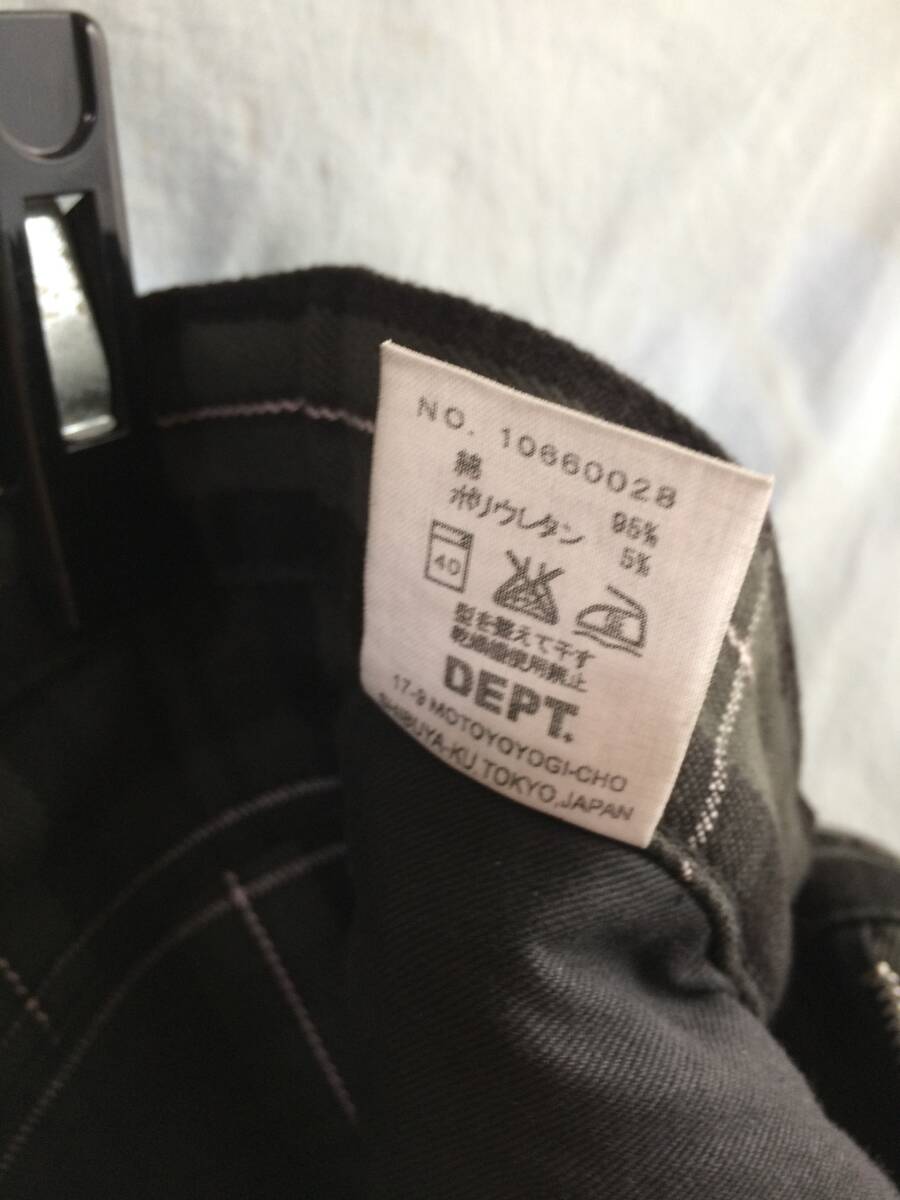 NO. 10660028
綿 95%
ポリウレタン 5%
40
型を整えて干す
乾燥機使用禁止
DEPT.
17-9 MOTOYOYOGI-CHO
SHIBUYA-KU, TOKYO, JAPAN